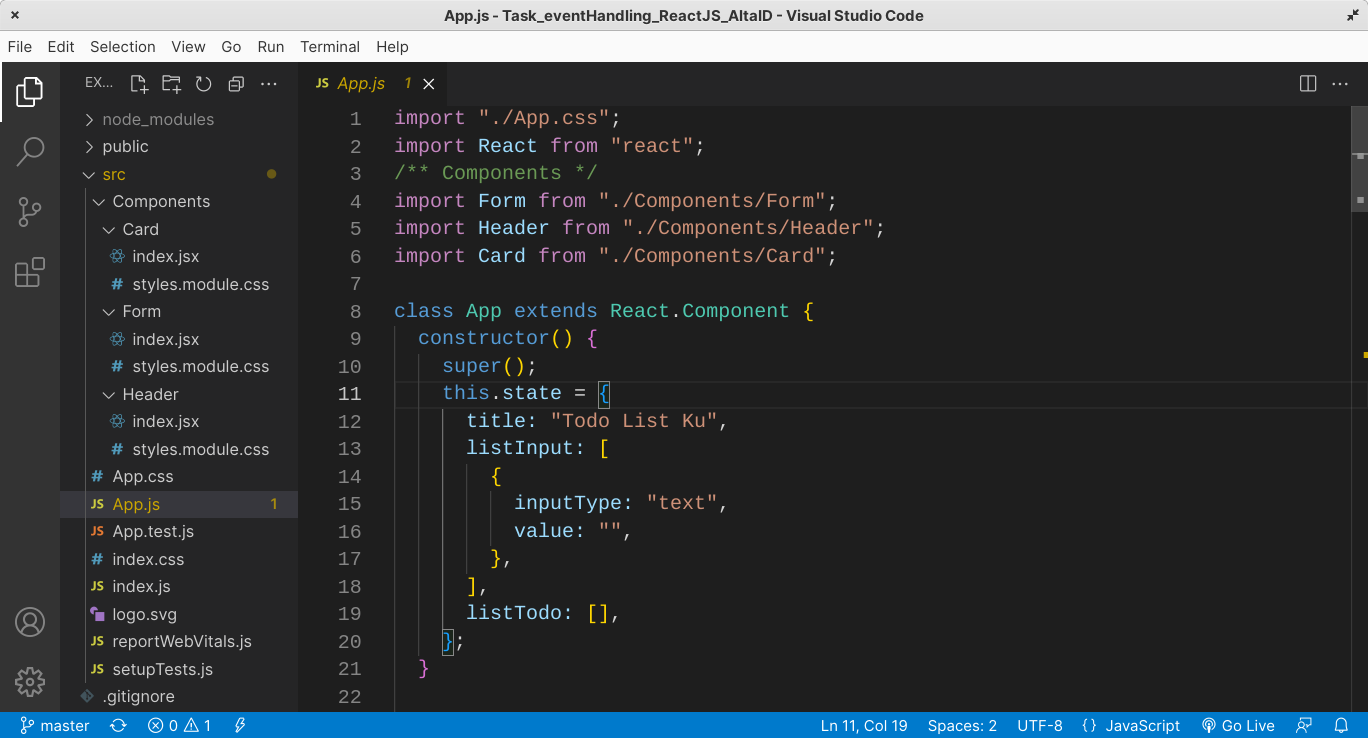 App.js - Task_eventHandling_ReactJS_AltaID - Visual Studio Code
File Edit Selection View Go Run Terminal Help
EX...
node_modules
public
src
Components
Card
index.jsx
# styles.module.css
Form
index.jsx
# styles.module.css
Header
index.jsx
# styles.module.css
# App.css
JS App.js 1
JS App.test.js
# index.css
JS index.js
logo.svg
JS reportWebVitals.js
JS setupTests.js
.gitignore
JS App.js 1
1 import "./App.css";
2 import React from "react";
3 /** Components */
4 import Form from "./Components/Form";
5 import Header from "./Components/Header";
6 import Card from "./Components/Card";
7
8 class App extends React.Component {
9 constructor() {
10 super();
11 this.state = {
12 title: "Todo List Ku",
13 listInput: [
14 {
15 inputType: "text",
16 value: "",
17 },
18 ],
19 listTodo: [],
20 };
21 }
22
master 0 1 Ln 11, Col 19 Spaces: 2 UTF-8 {} JavaScript Go Live